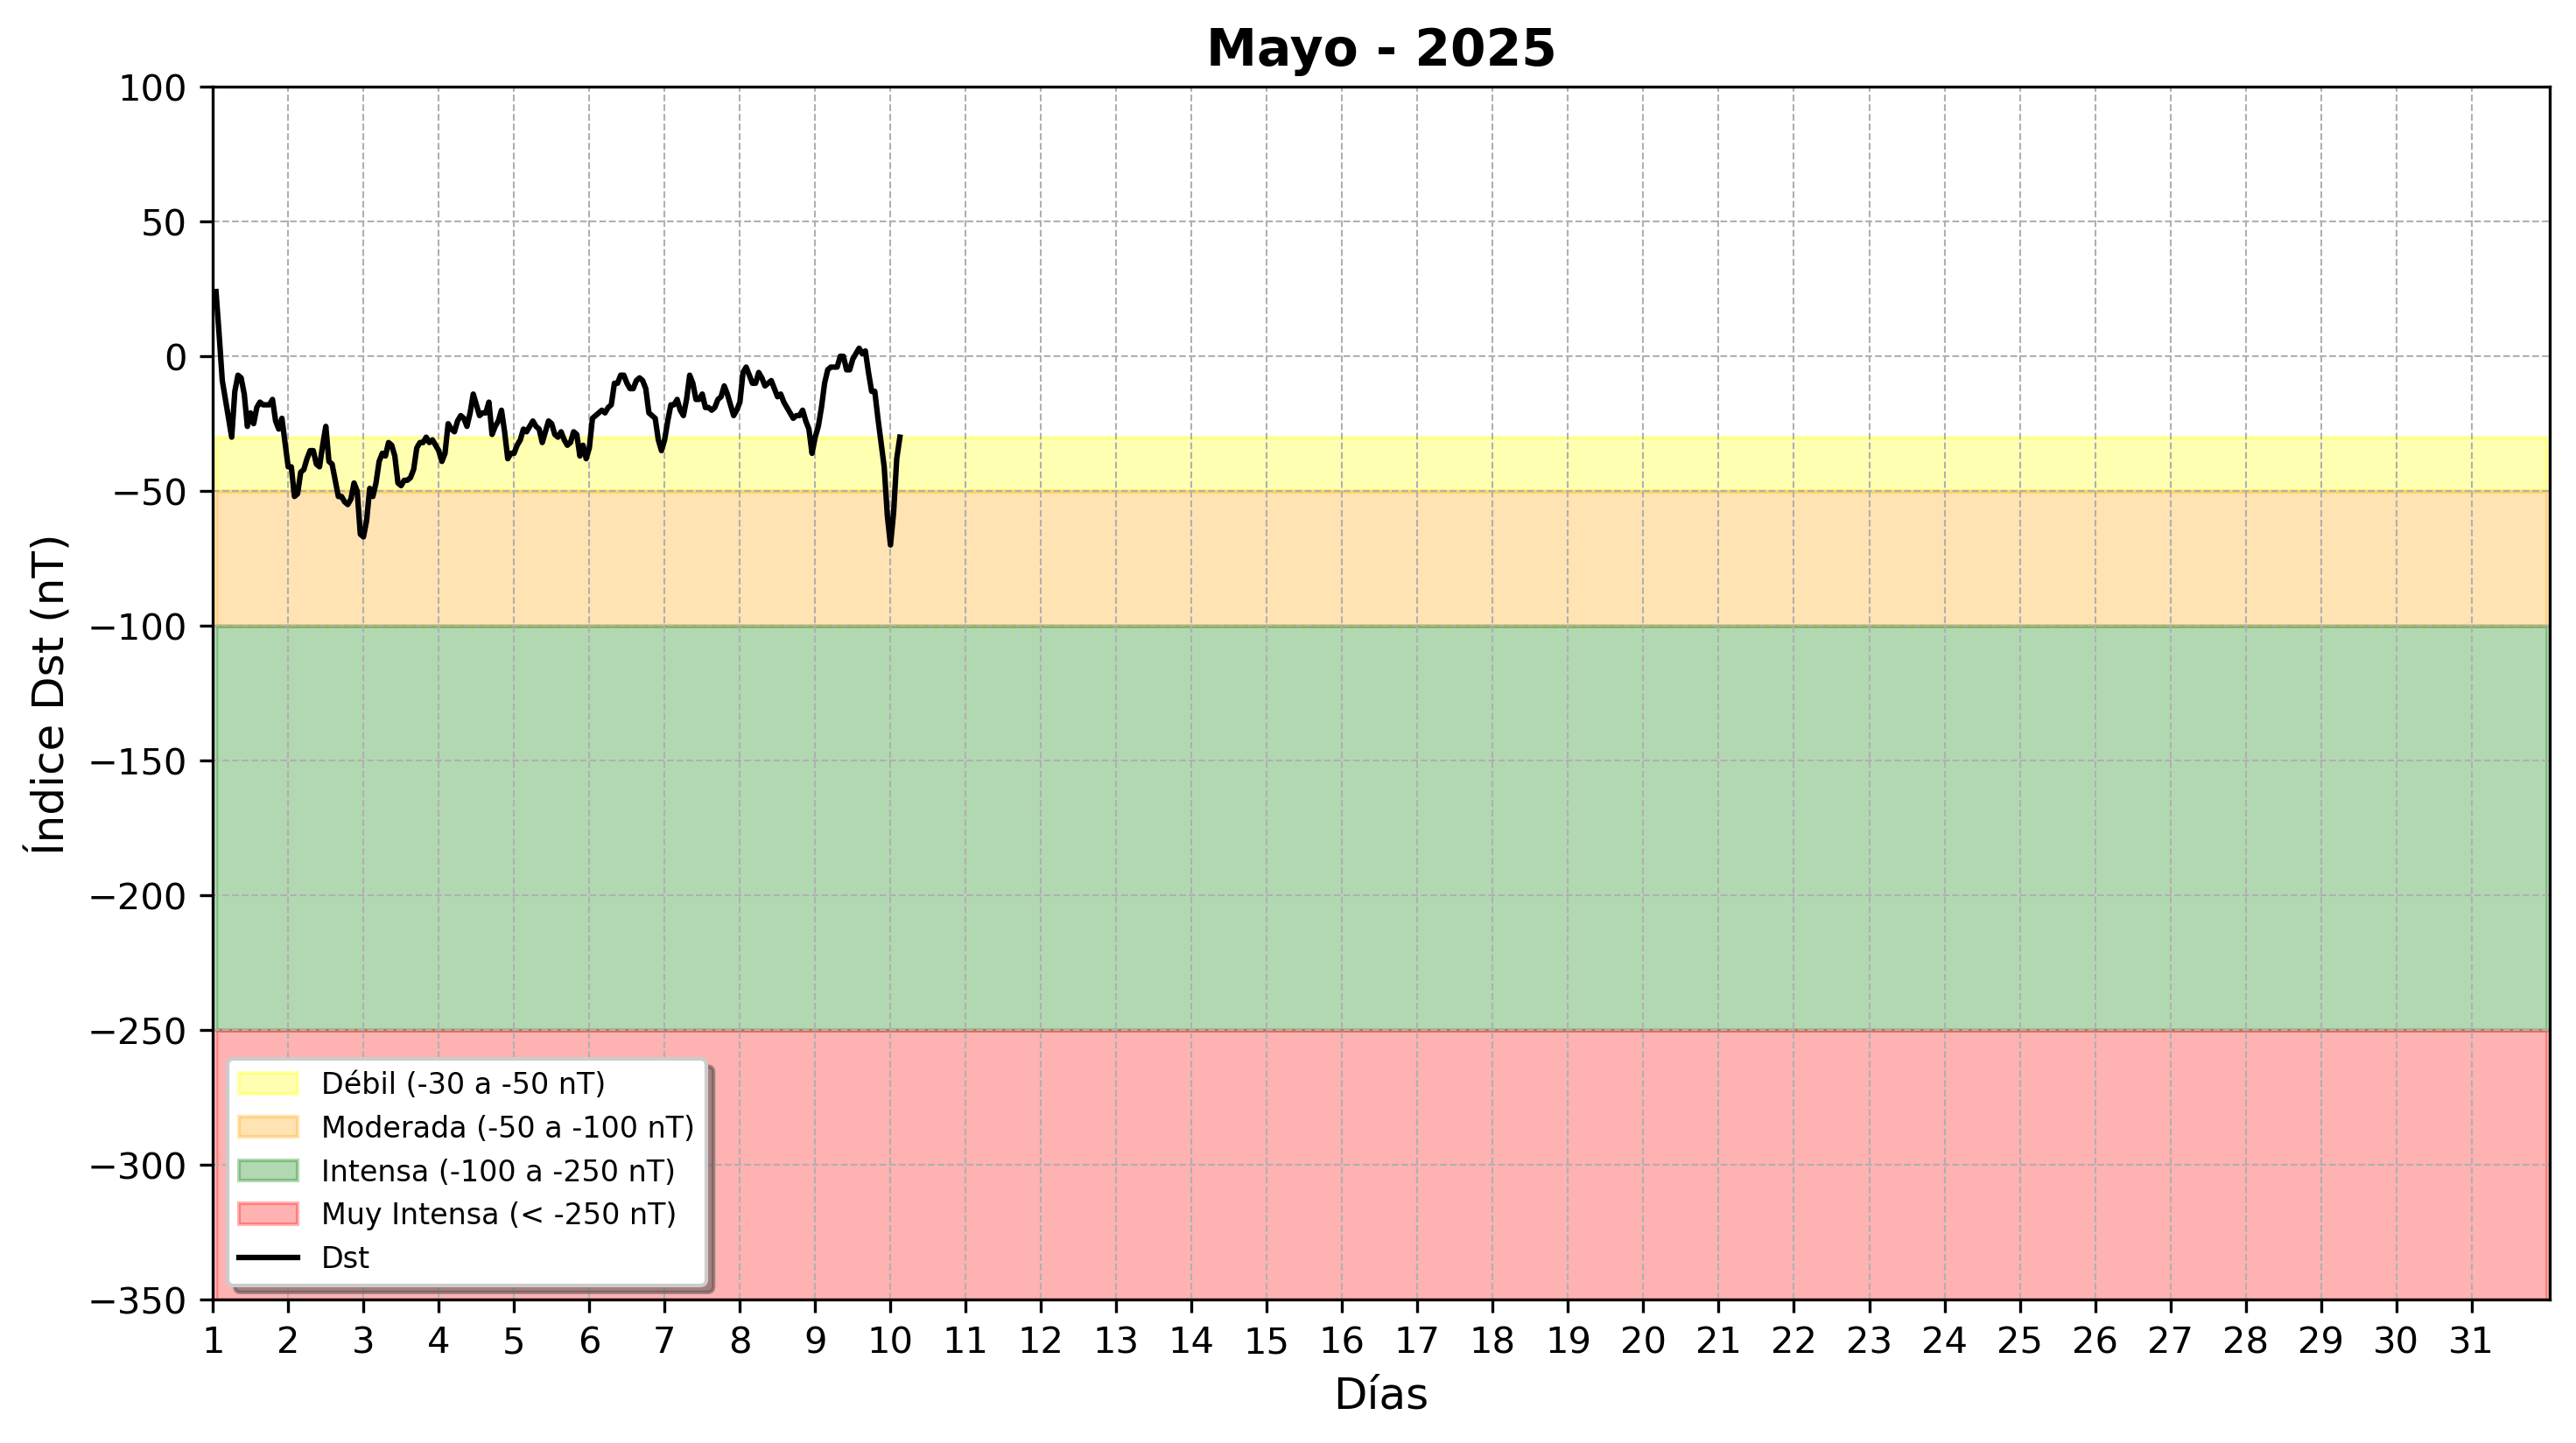 Mayo - 2025
100
50
0
−50
−100
−150
−200
−250
−300
−350
Índice Dst (nT)
Débil (-30 a -50 nT)
Moderada (-50 a -100 nT)
Intensa (-100 a -250 nT)
Muy Intensa (< -250 nT)
Dst
1 2 3 4 5 6 7 8 9 10 11 12 13 14 15 16 17 18 19 20 21 22 23 24 25 26 27 28 29 30 31
Días